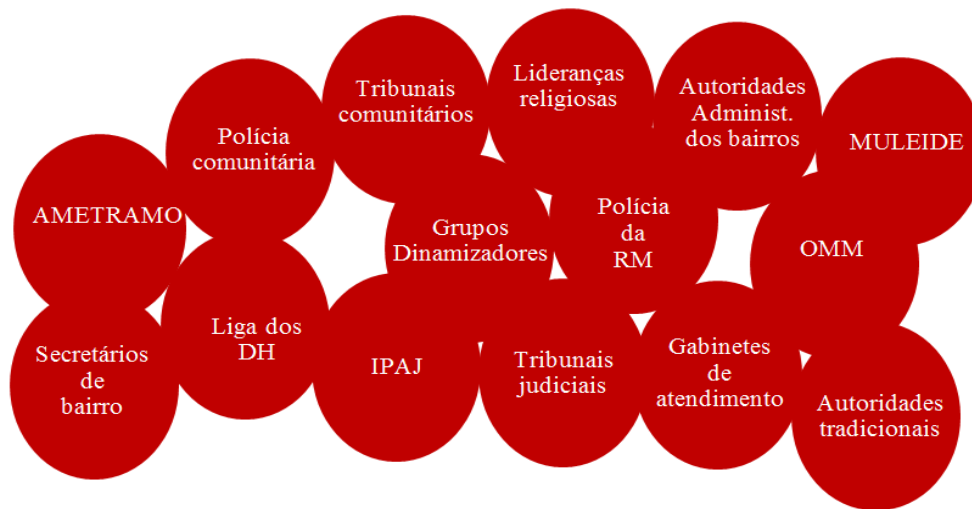 AMETRAMO
Polícia
comunitária
Tribunais
comunitários
Lideranças
religiosas
Autoridades
Administ.
dos bairros
MULEIDE
Grupos
Dinamizadores
Polícia
da
RM
OMM
Secretários
de
bairro
Liga dos
DH
IPAJ
Tribunais
judiciais
Gabinetes
de
atendimento
Autoridades
tradicionais